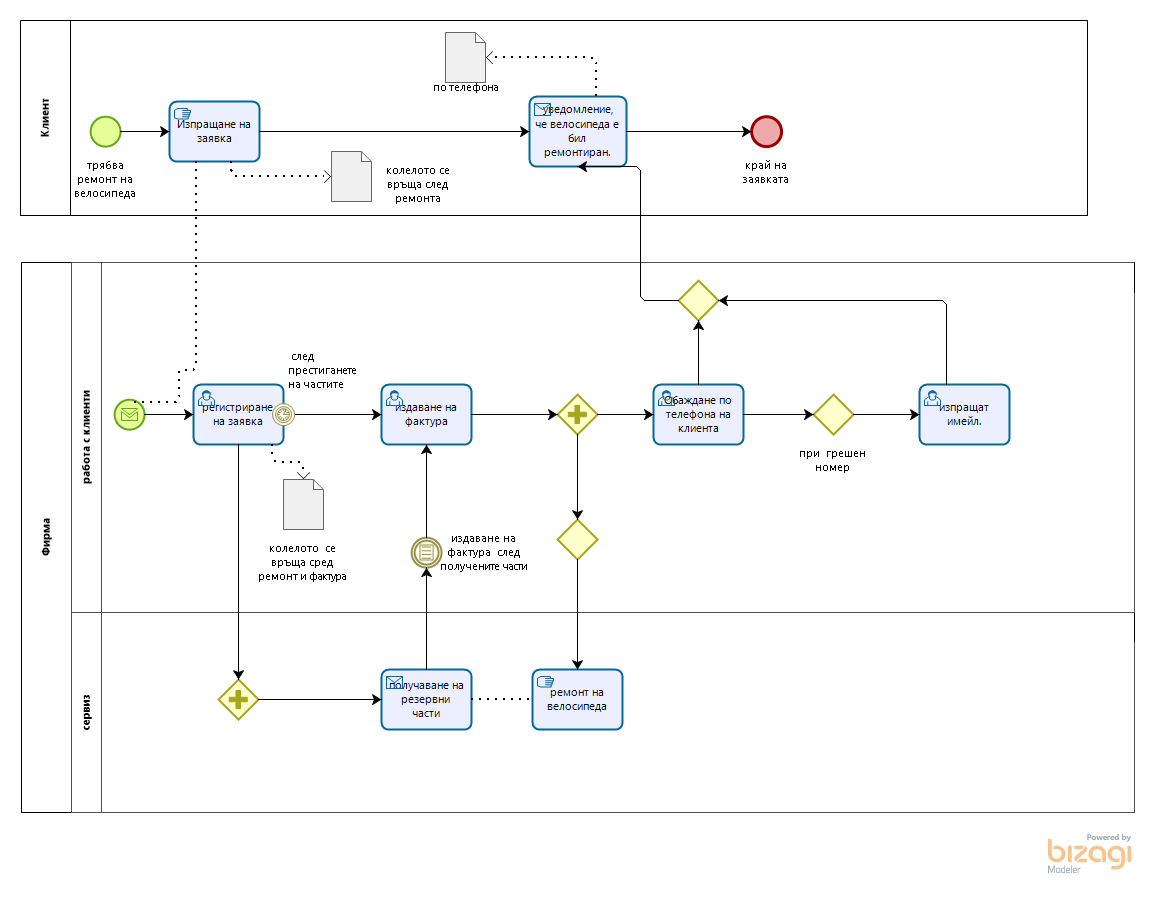 Клиент
по телефона
уведомление,
че велосипеда е
бил
ремонтиран.
Изпращане на
заявка
трябва
ремонт на
велосипеда
колелото се
връща след
ремонта
край на
заявката
Фирма
работа с клиенти
след
престигането
на частите
регистриране
на заявка
издаване на
фактура
Обаждане по
телефона на
клиента
изпращат
имейл.
при грешен
номер
колелото се
връща сред
ремонт и фактура
издаване на
фактура след
получените части
сервиз
получаване на
резервни
части
ремонт на
велосипеда
Powered by
bizagi
Modeler